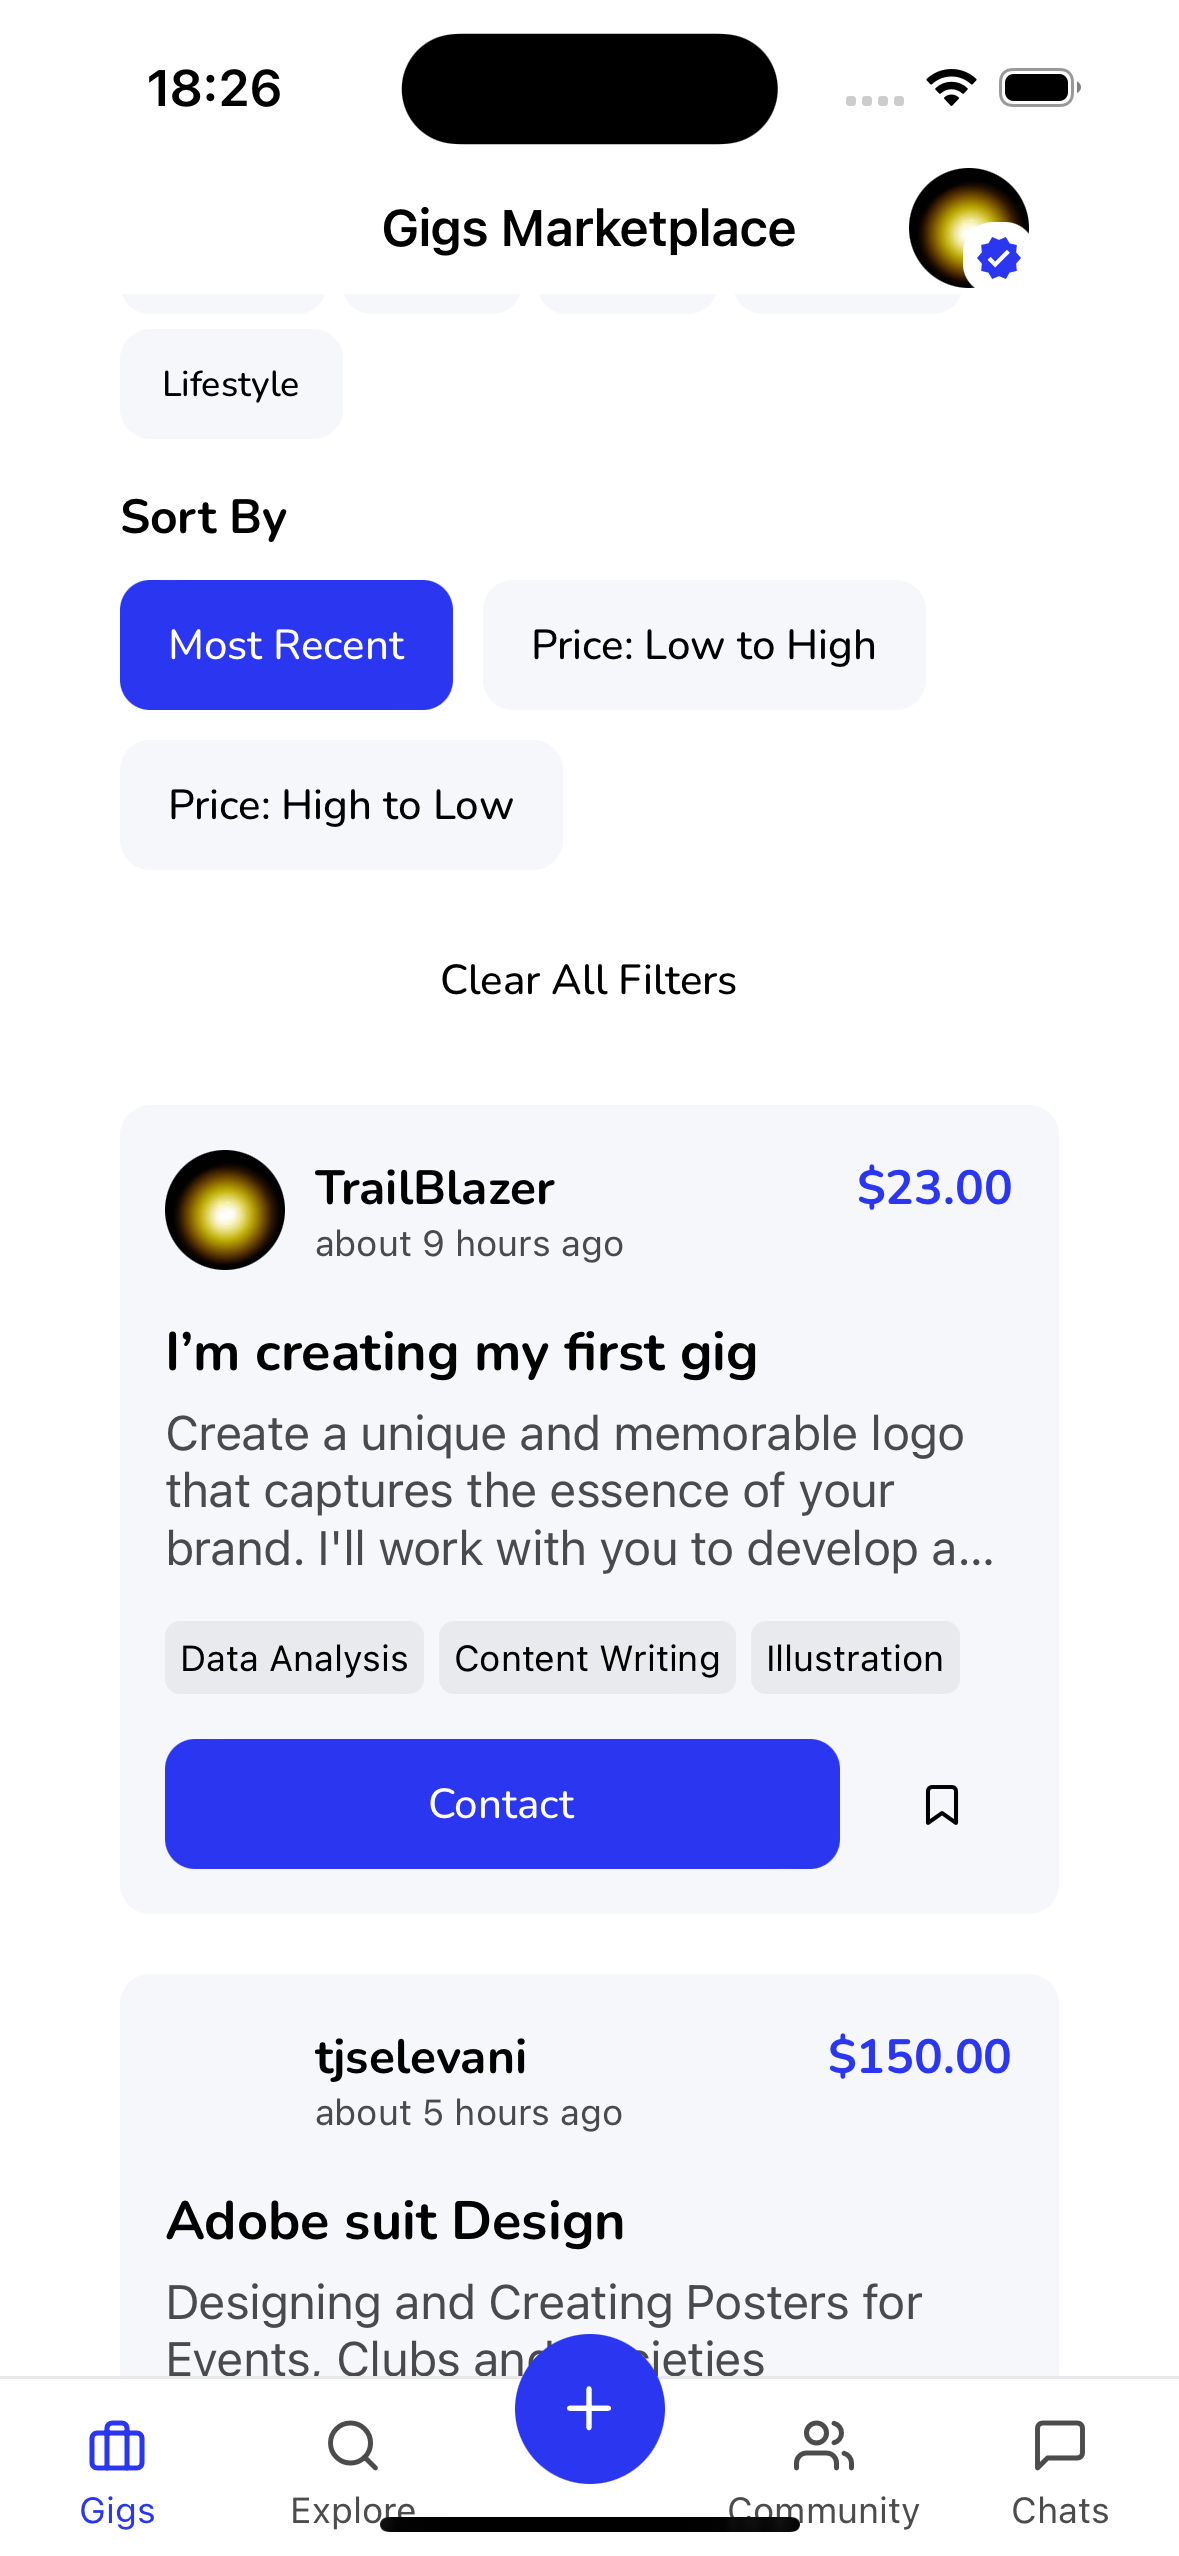 18:26
Gigs Marketplace
Lifestyle
Sort By
Most Recent
Price: Low to High
Price: High to Low
Clear All Filters
TrailBlazer
$23.00
about 9 hours ago
I’m creating my first gig
Create a unique and memorable logo
that captures the essence of your
brand. I'll work with you to develop a...
Data Analysis
Content Writing
Illustration
Contact
tjselevani
$150.00
about 5 hours ago
Adobe suit Design
Designing and Creating Posters for
Events, Clubs and
Gigs
Explore
Community
Chats